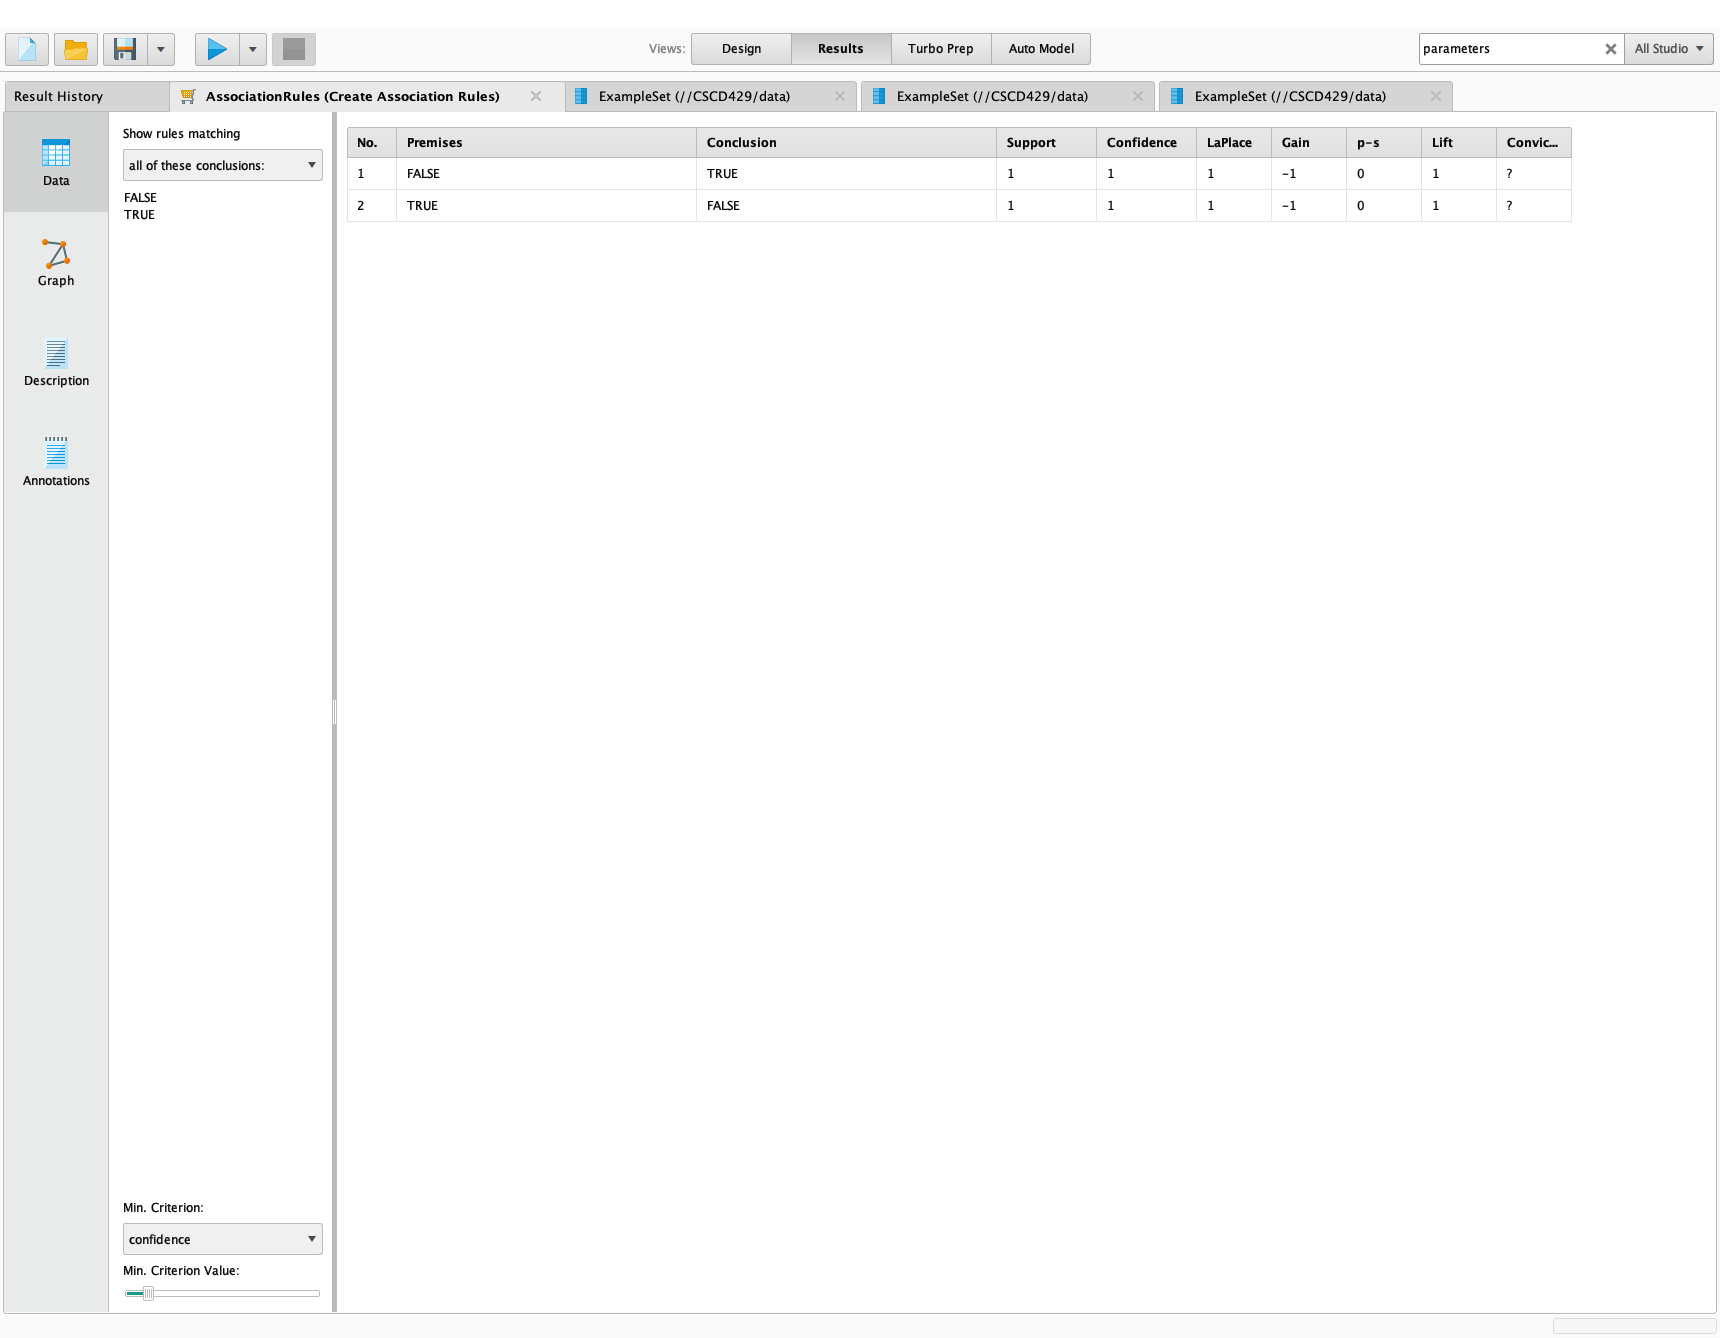 Views: Design Results Turbo Prep Auto Model parameters All Studio
Result History AssociationRules (Create Association Rules) ExampleSet (//CSCD429/data) ExampleSet (//CSCD429/data) ExampleSet (//CSCD429/data)
Data
Graph
Description
Annotations
Show rules matching
all of these conclusions:
FALSE
TRUE
Min. Criterion:
confidence
Min. Criterion Value:
No. Premises Conclusion Support Confidence LaPlace Gain p-s Lift Convic...
1 FALSE TRUE 1 1 1 -1 0 1 ?
2 TRUE FALSE 1 1 1 -1 0 1 ?